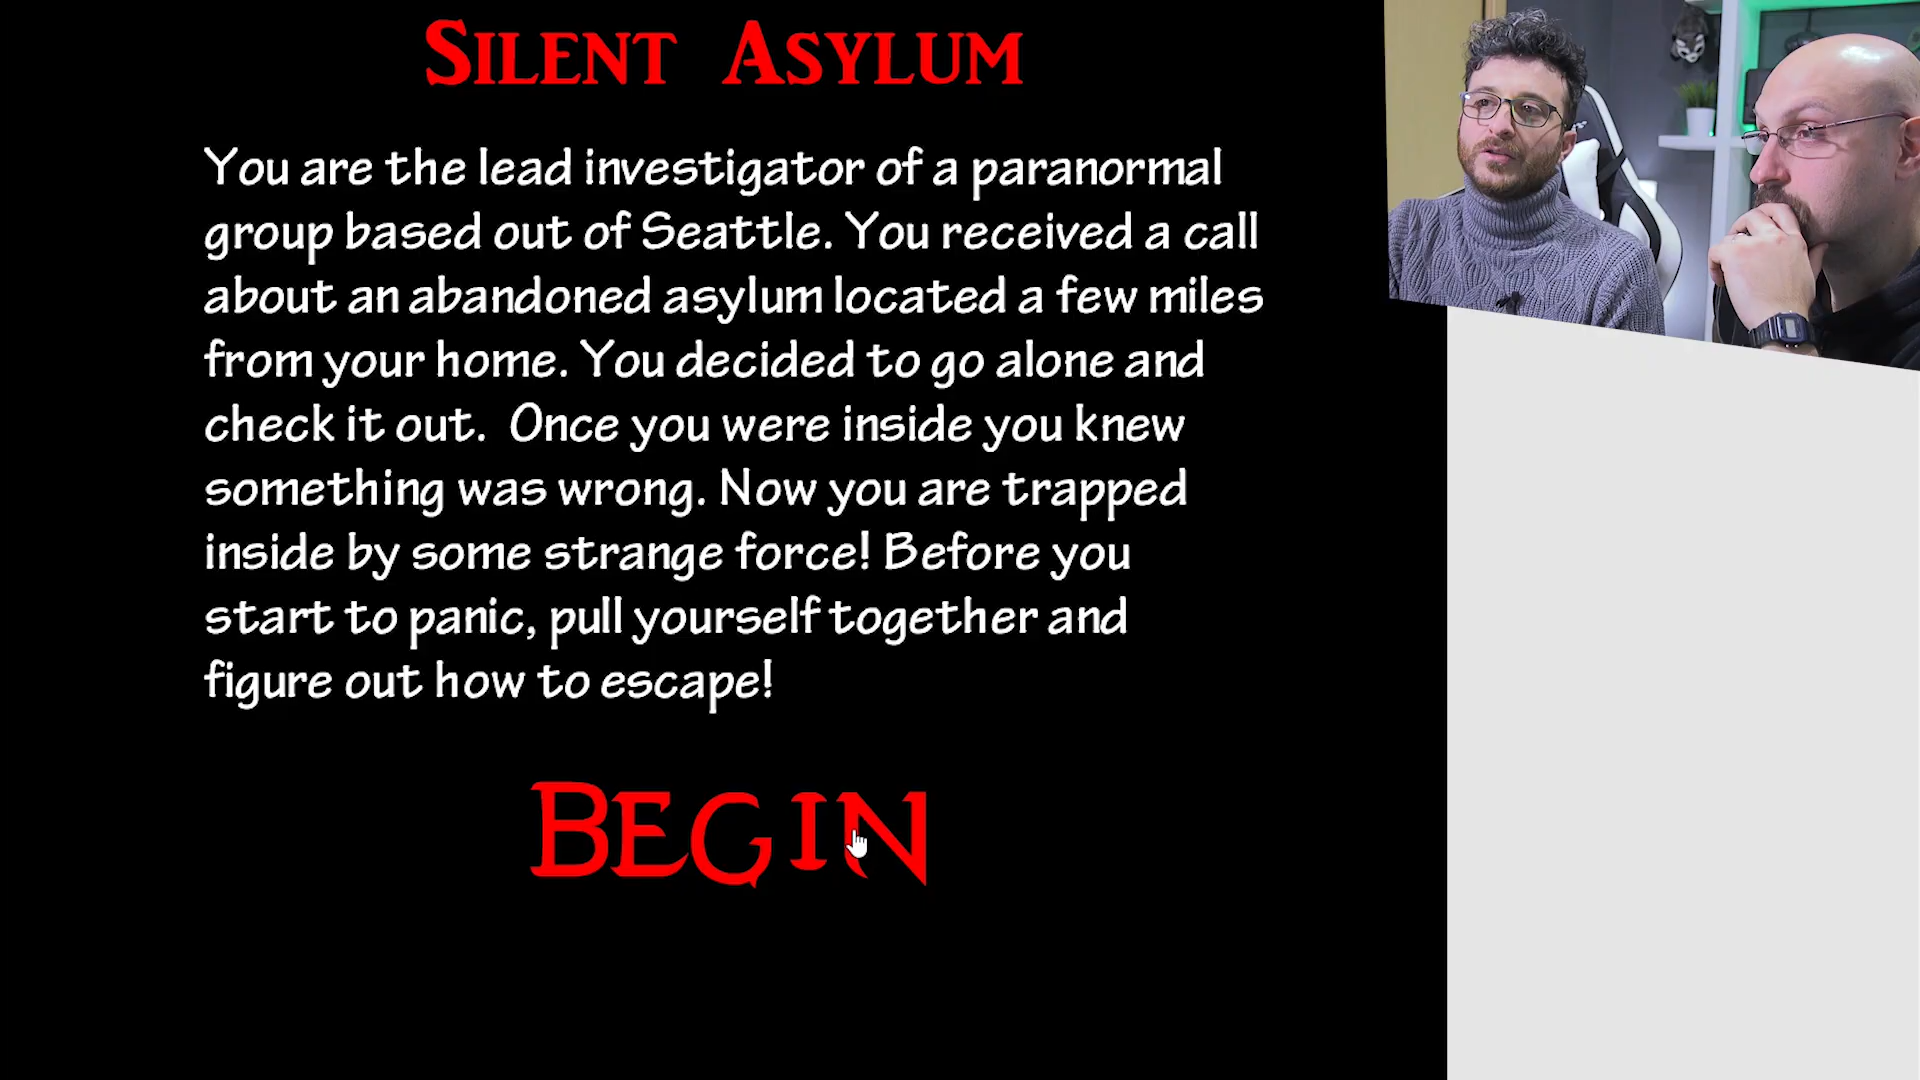 SILENT ASYLUM
You are the lead investigator of a paranormal
group based out of Seattle. You received a call
about an abandoned asylum located a few miles
from your home. You decided to go alone and
check it out. Once you were inside you knew
something was wrong. Now you are trapped
inside by some strange force! Before you
start to panic, pull yourself together and
figure out how to escape!
BEGIN